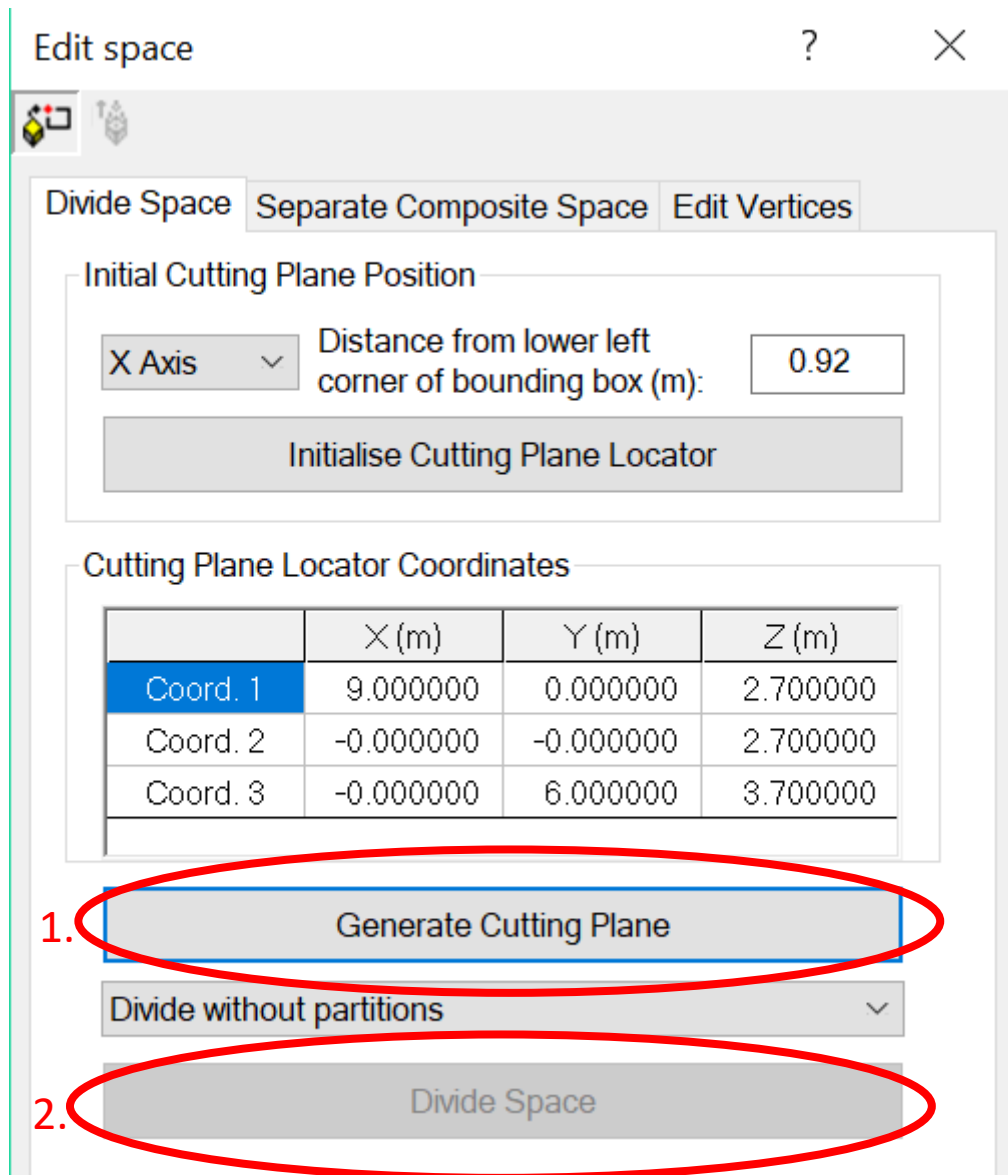 Edit space ?
Divide Space Separate Composite Space Edit Vertices
Initial Cutting Plane Position
X Axis Distance from lower left
corner of bounding box (m): 0.92
Initialise Cutting Plane Locator
Cutting Plane Locator Coordinates
X (m) Y (m) Z (m)
Coord. 1 9.000000 0.000000 2.700000
Coord. 2 -0.000000 -0.000000 2.700000
Coord. 3 -0.000000 6.000000 3.700000
1. Generate Cutting Plane
Divide without partitions
2. Divide Space